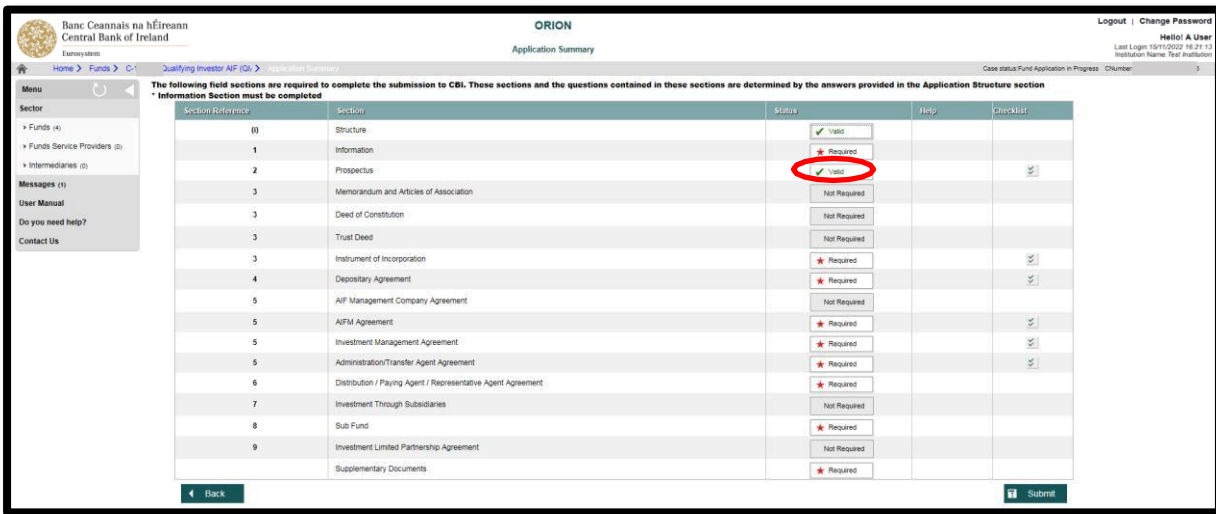 Banc Ceannais na hÉireann
Central Bank of Ireland
Eurosystem
ORION
Application Summary
Logout | Change Password
Hello! A User
Last Login:15/11/2022 16:21:13
Institution Name:Test Institution
Home > Funds > C-1 Qualifying Investor AIF (QI > Application Summary
Case status:Fund Application in Progress CNumber
Menu
Sector
Funds (4)
Funds Service Providers (0)
Intermediaries (0)
Messages (1)
User Manual
Do you need help?
Contact Us
The following field sections are required to complete the submission to CBI. These sections and the questions contained in these sections are determined by the answers provided in the Application Structure section
* Information Section must be completed
Section Reference Section Status Help Checklist
(i) Structure Valid
1 Information Required
2 Prospectus Valid
3 Memorandum and Articles of Association Not Required
3 Deed of Constitution Not Required
3 Trust Deed Not Required
3 Instrument of Incorporation Required
4 Depositary Agreement Required
5 AIF Management Company Agreement Not Required
5 AIFM Agreement Required
5 Investment Management Agreement Required
5 Administration/Transfer Agent Agreement Required
6 Distribution / Paying Agent / Representative Agent Agreement Required
7 Investment Through Subsidiaries Not Required
8 Sub Fund Required
9 Investment Limited Partnership Agreement Not Required
Supplementary Documents Required
Back
Submit